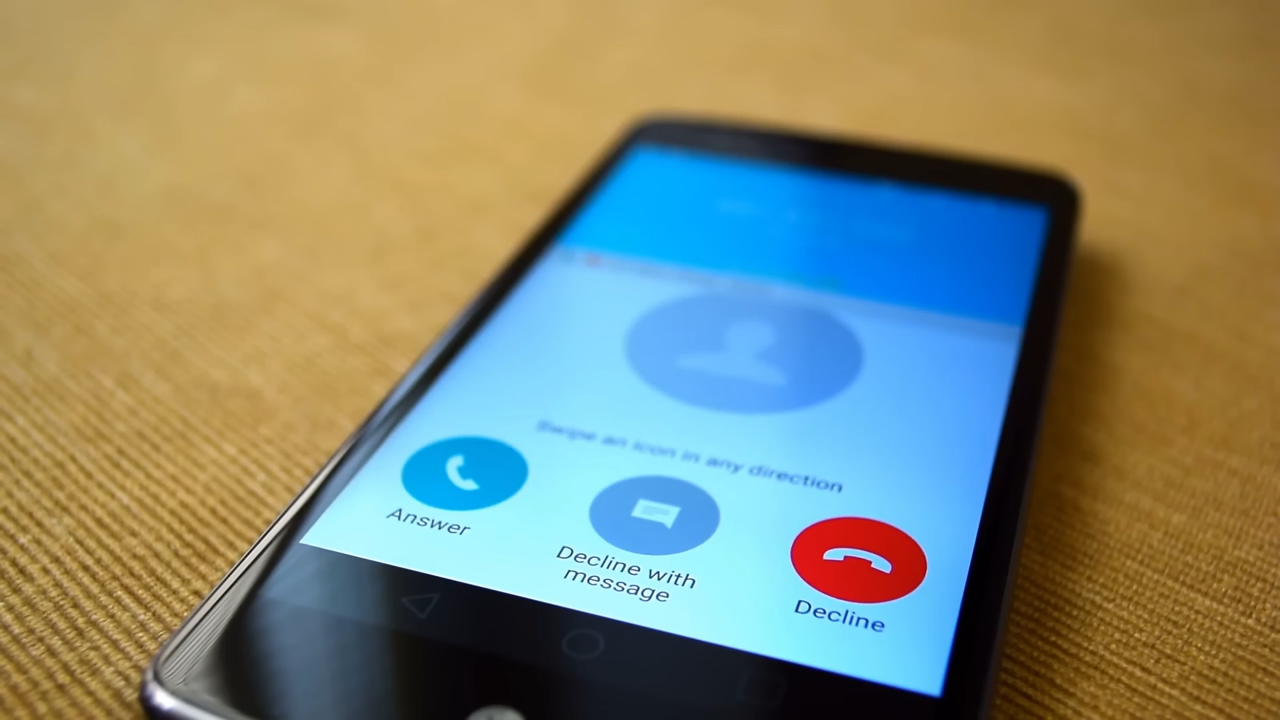 Swipe an icon in any direction
Answer
Decline with
message
Decline